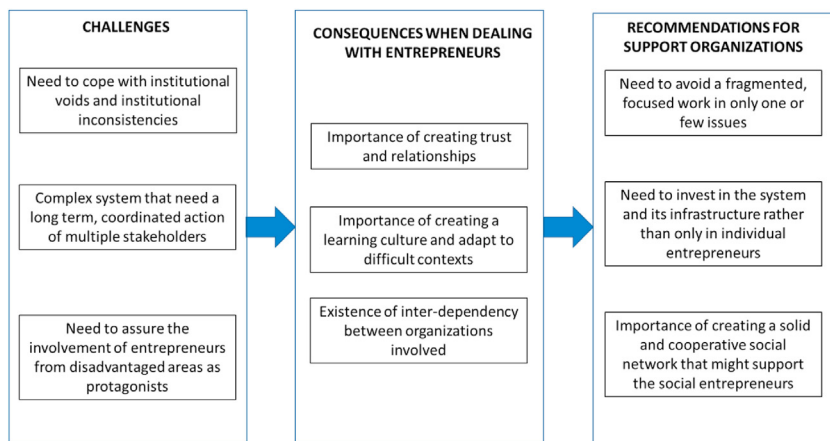 CHALLENGES
Need to cope with institutional
voids and institutional
inconsistencies
Complex system that need a
long term, coordinated action
of multiple stakeholders
Need to assure the
involvement of entrepreneurs
from disadvantaged areas as
protagonists
CONSEQUENCES WHEN DEALING
WITH ENTREPRENEURS
Importance of creating trust
and relationships
Importance of creating a
learning culture and adapt to
difficult contexts
Existence of inter-dependency
between organizations
involved
RECOMMENDATIONS FOR
SUPPORT ORGANIZATIONS
Need to avoid a fragmented,
focused work in only one or
few issues
Need to invest in the system
and its infrastructure rather
than only in individual
entrepreneurs
Importance of creating a solid
and cooperative social
network that might support
the social entrepreneurs